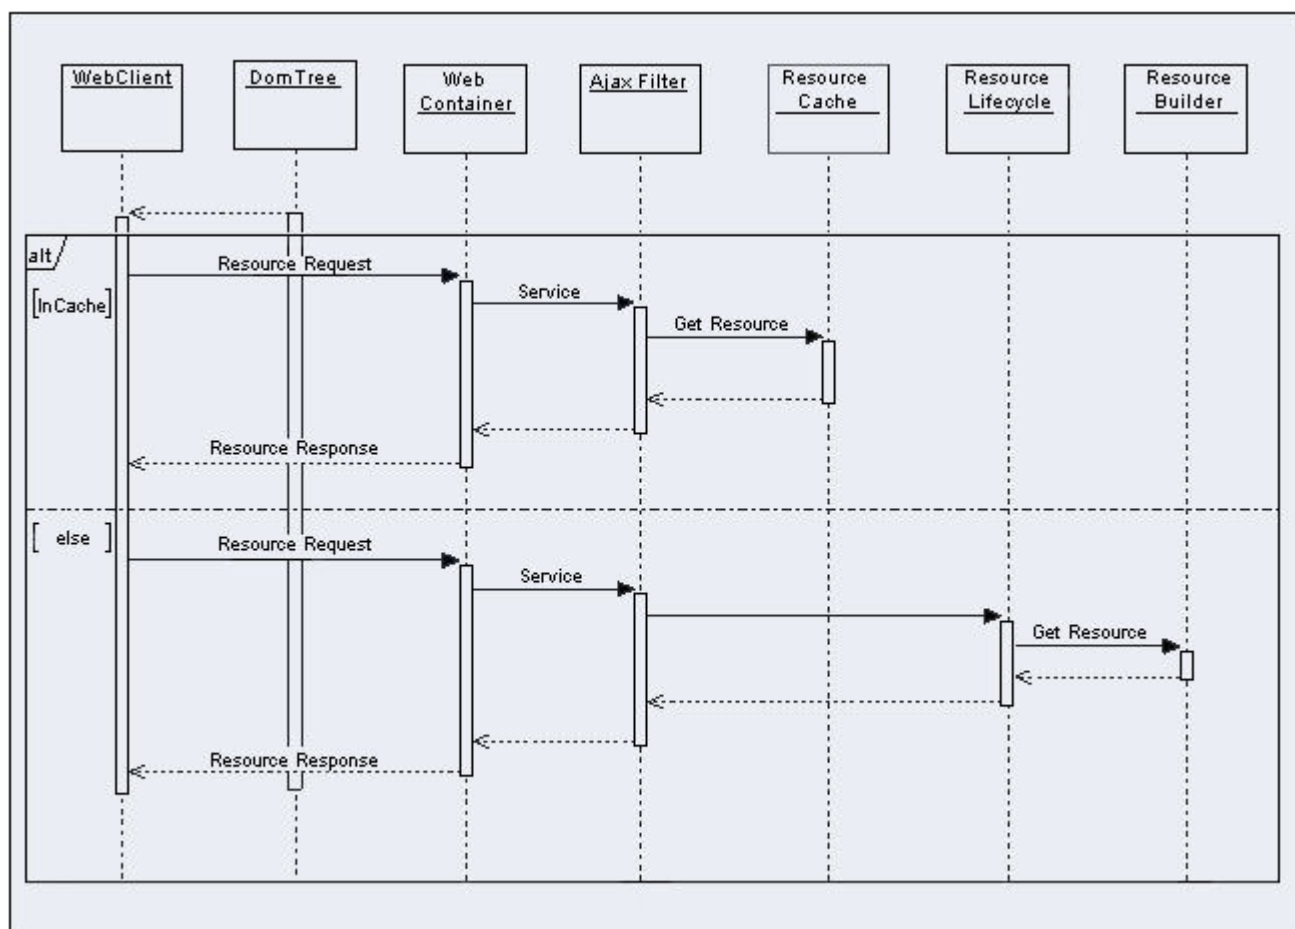 WebClient
DomTree
Web
Container
Ajax Filter
Resource
Cache
Resource
Lifecycle
Resource
Builder
alt
Resource Request
[InCache]
Service
Get Resource
Resource Response
[ else ]
Resource Request
Service
Get Resource
Resource Response